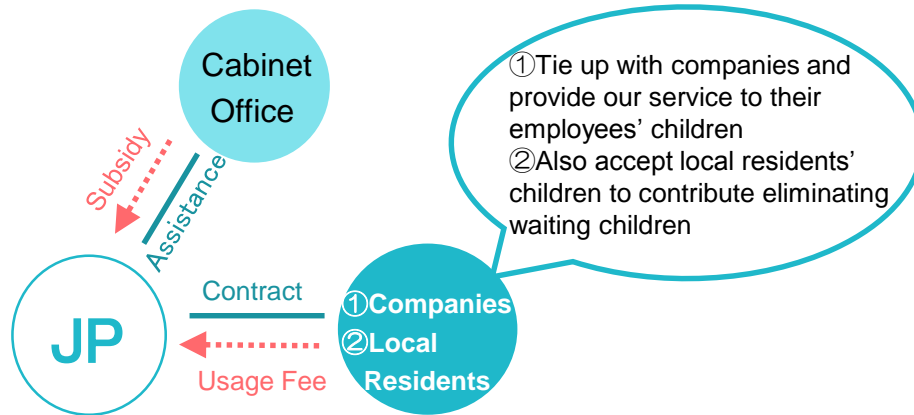 Cabinet
Office
①Tie up with companies and
provide our service to their
employees’ children
②Also accept local residents’
children to contribute eliminating
waiting children
Subsidy
Assistance
JP
Contract
Usage Fee
①Companies
②Local
Residents